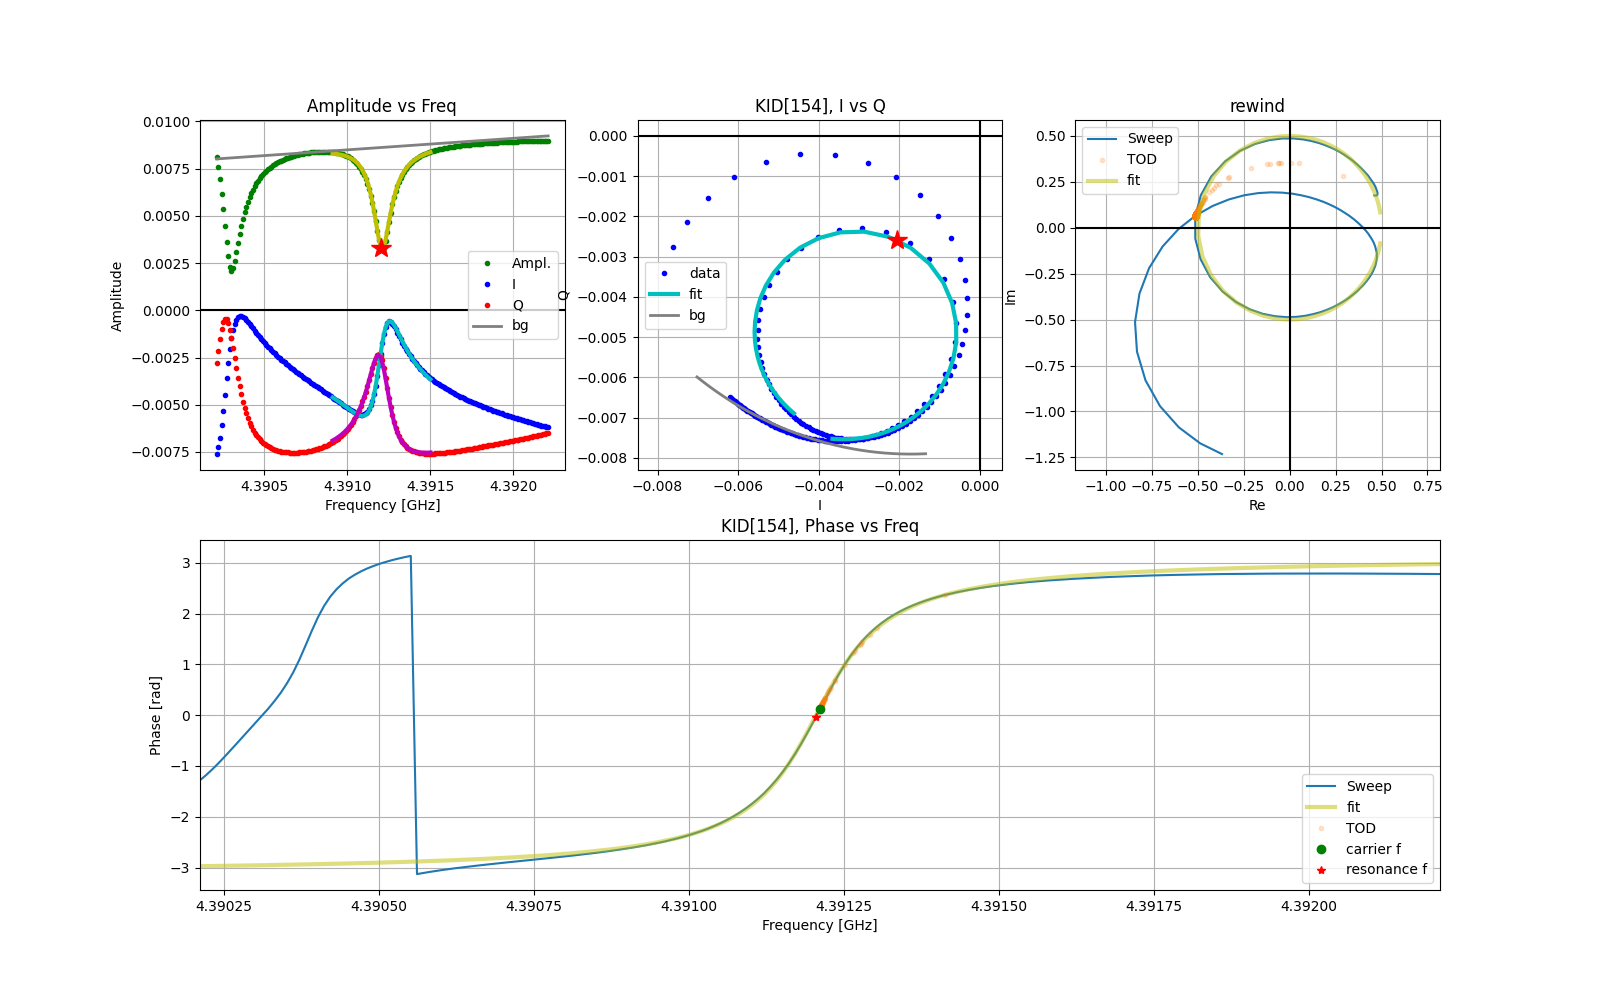 Amplitude vs Freq
0.0100
0.0075
0.0050
0.0025
0.0000
−0.0025
−0.0050
−0.0075
Amplitude
4.3905
4.3910
4.3915
4.3920
Frequency [GHz]
Ampl.
I
Q
bg
KID[154], I vs Q
0.000
−0.001
−0.002
−0.003
−0.004
−0.005
−0.006
−0.007
−0.008
Q
−0.008
−0.006
−0.004
−0.002
0.000
I
data
fit
bg
rewind
0.50
0.25
0.00
−0.25
−0.50
−0.75
−1.00
−1.25
Im
−1.00
−0.75
−0.50
−0.25
0.00
0.25
0.50
0.75
Re
Sweep
TOD
fit
KID[154], Phase vs Freq
3
2
1
0
−1
−2
−3
Phase [rad]
4.39025
4.39050
4.39075
4.39100
4.39125
4.39150
4.39175
4.39200
Frequency [GHz]
Sweep
fit
TOD
carrier f
resonance f